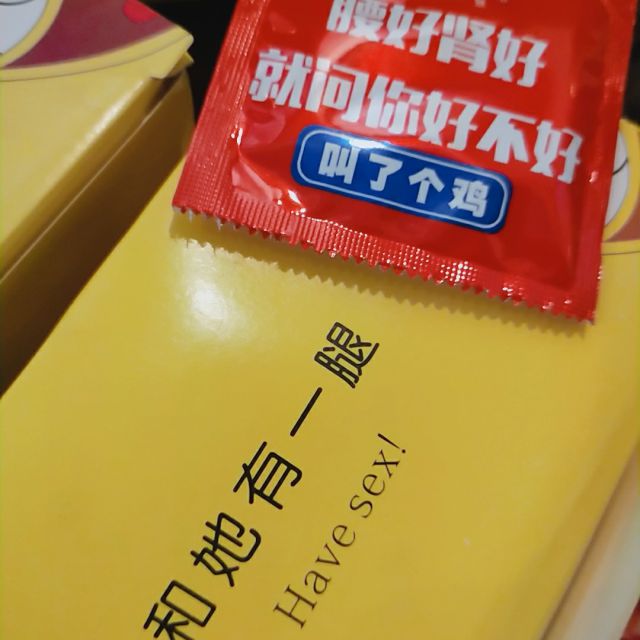 腰好肾好
就问你好不好
叫了个鸡
和她有一腿
Have sex!